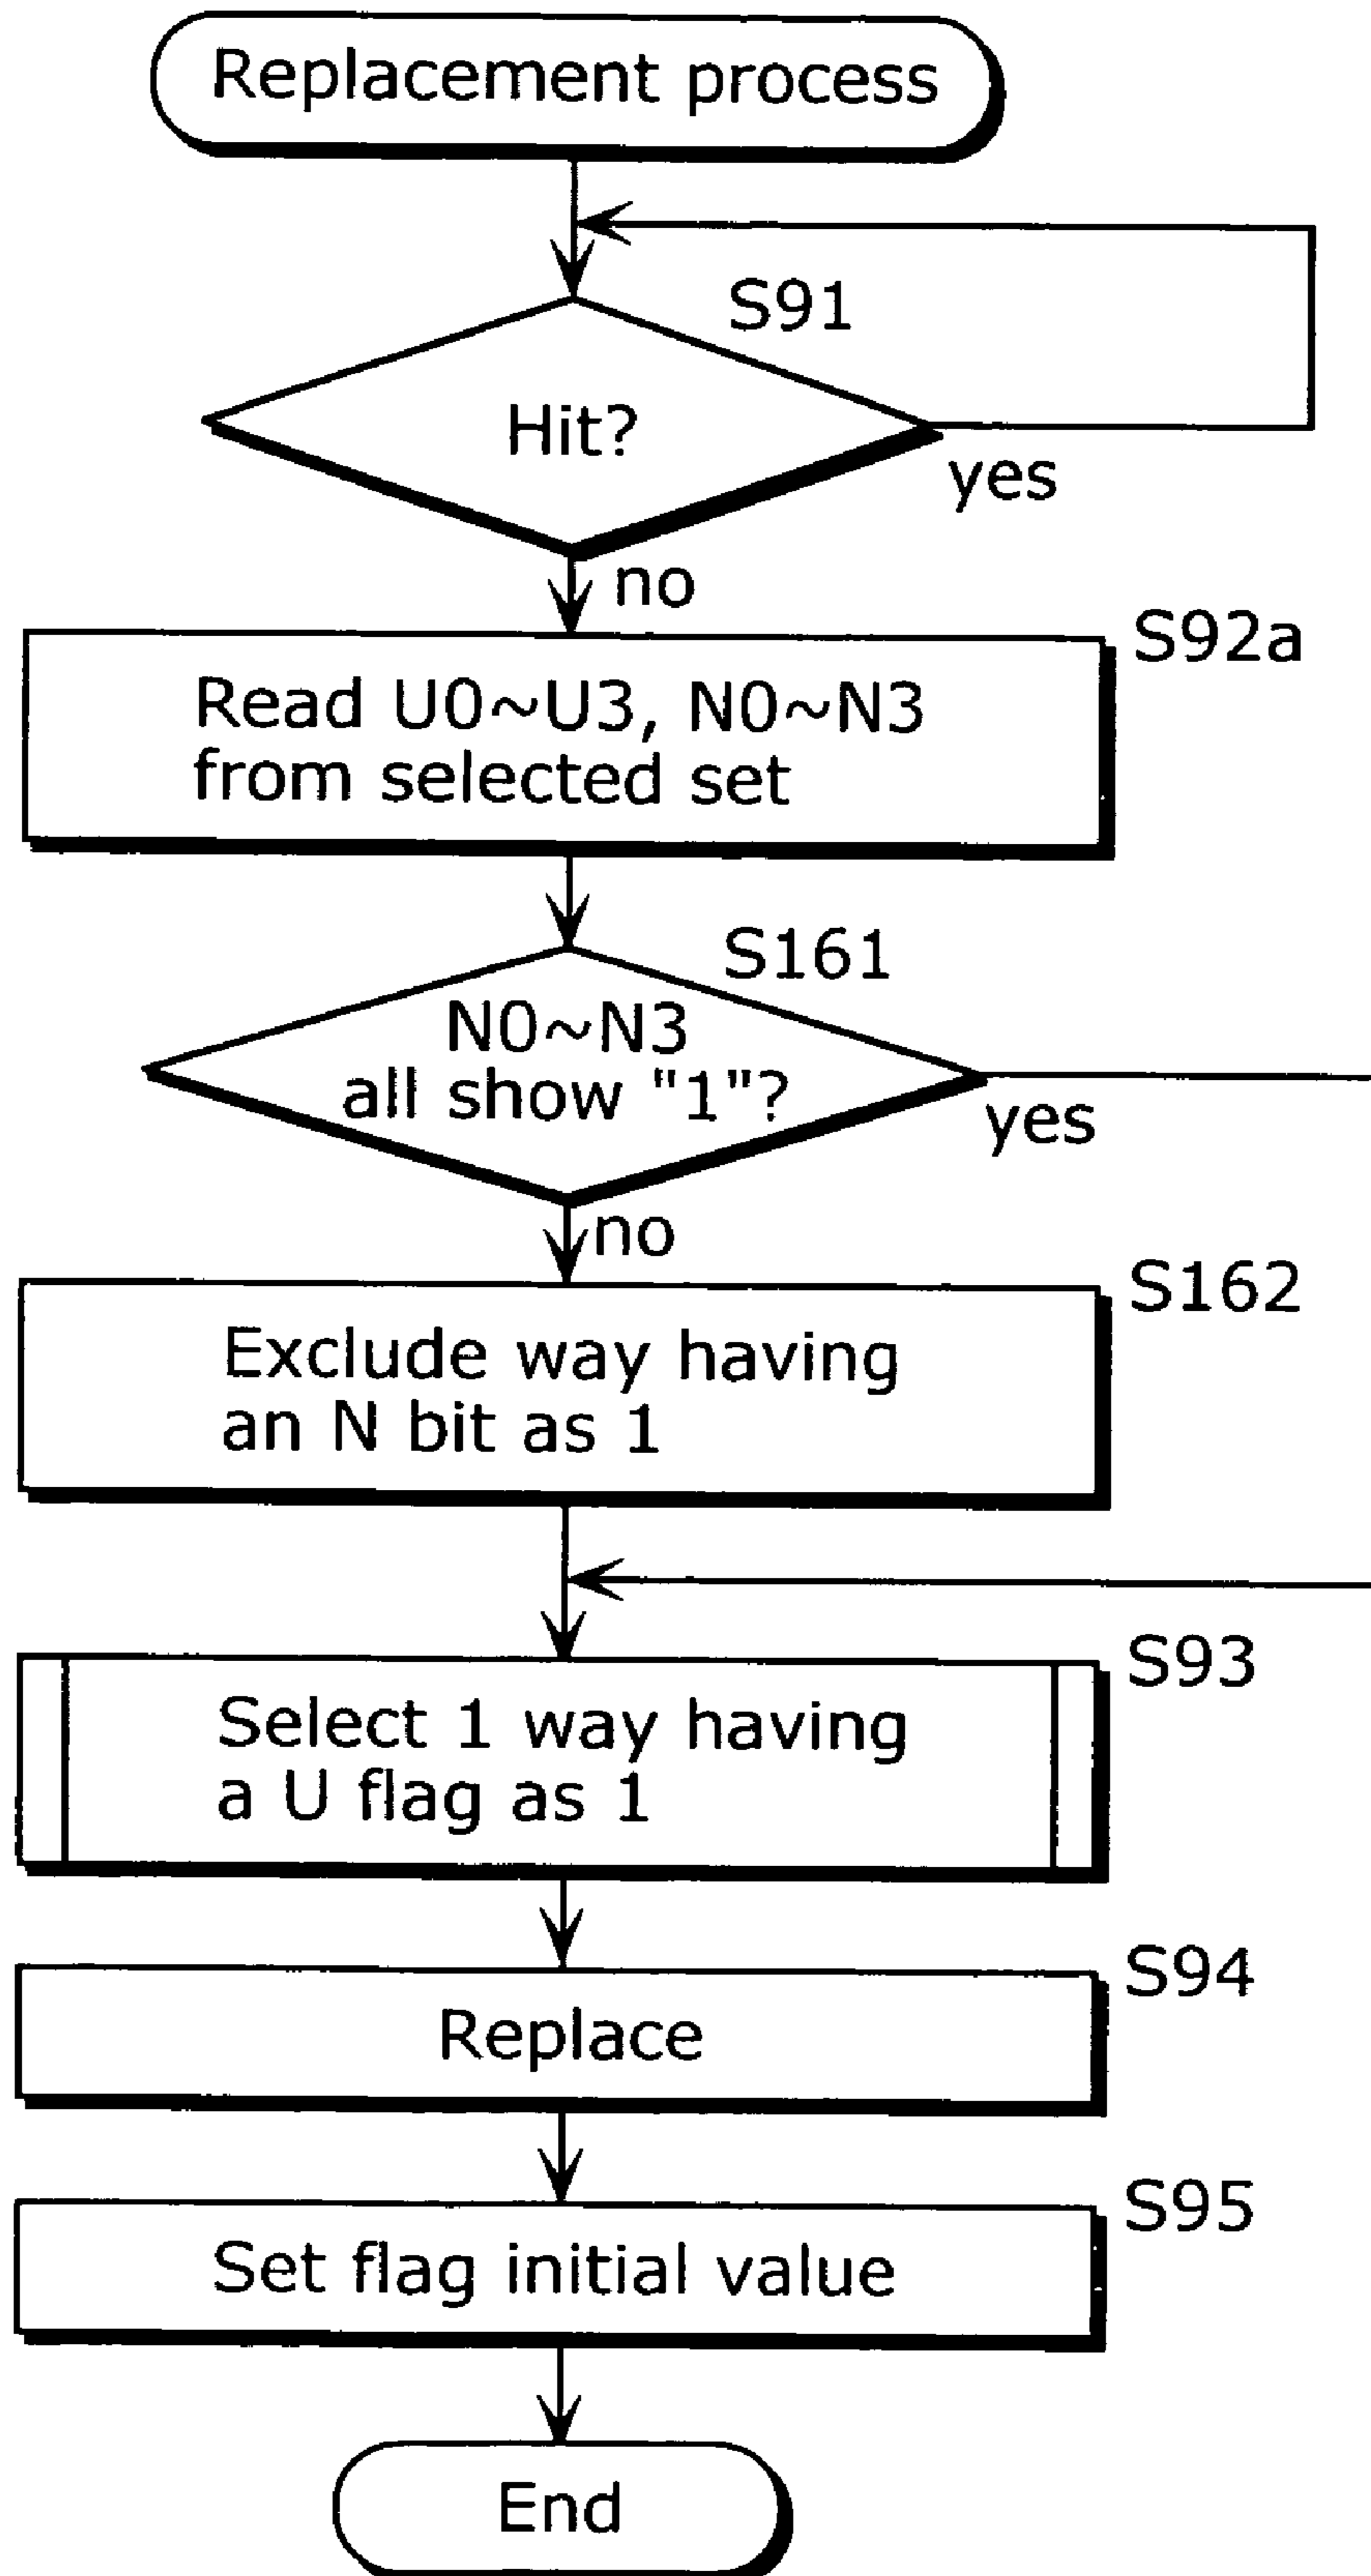 Replacement process
S91
Hit?
yes
no
S92a
Read U0~U3, N0~N3
from selected set
S161
N0~N3
all show "1"?
yes
no
S162
Exclude way having
an N bit as 1
S93
Select 1 way having
a U flag as 1
S94
Replace
S95
Set flag initial value
End